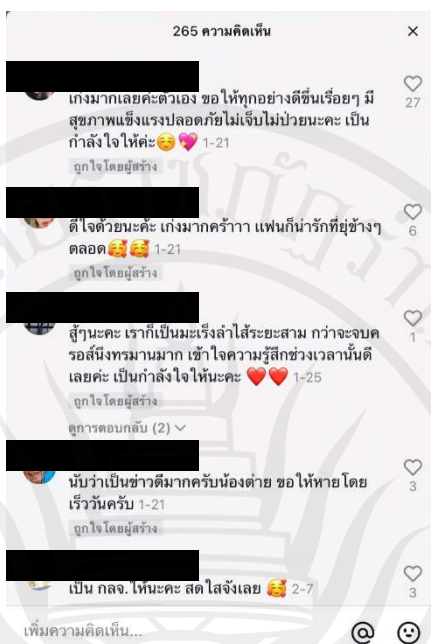 265 ความคิดเห็น
เก่งมากเลยค่ะตัวเอง ขอให้ทุกอย่างดีขึ้นเรื่อยๆ มี
สุขภาพแข็งแรงปลอดภัยไม่เจ็บไม่ป่วยนะคะ เป็น
กำลังใจให้ค่ะ☺️💖 1-21
27
ถูกใจโดยผู้สร้าง
ดีใจด้วยนะค้ะ เก่งมากคร้าาา แฟนก็น่ารักที่ยุ่ข้างๆ
ตลอด🥰🥰 1-21
6
ถูกใจโดยผู้สร้าง
สู้ๆนะคะ เราก็เป็นมะเร็งลำไส้ระยะสาม กว่าจะจบค
รอส์นึงทรมานมาก เข้าใจความรู้สึกช่วงเวลานั้นดี
เลยค่ะ เป็นกำลังใจให้นะคะ ❤️❤️ 1-25
1
ถูกใจโดยผู้สร้าง
ดูการตอบกลับ (2)
นับว่าเป็นข่าวดีมากครับน้องต่าย ขอให้หายโดย
เร็ววันครับ 1-21
3
ถูกใจโดยผู้สร้าง
เป็น กลจ.ให้นะคะ สดใสจังเลย 🥰 2-7
3
เพิ่มความคิดเห็น...